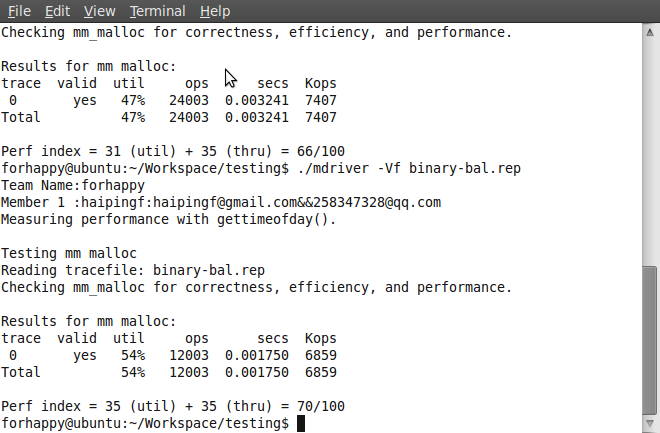 File Edit View Terminal Help
Checking mm_malloc for correctness, efficiency, and performance.
Results for mm malloc:
trace valid util ops secs Kops
0 yes 47% 24003 0.003241 7407
Total 47% 24003 0.003241 7407
Perf index = 31 (util) + 35 (thru) = 66/100
forhappy@ubuntu:~/Workspace/testing$ ./mdriver -Vf binary-bal.rep
Team Name:forhappy
Member 1 :haipingf:haipingf@gmail.com&&258347328@qq.com
Measuring performance with gettimeofday().
Testing mm malloc
Reading tracefile: binary-bal.rep
Checking mm_malloc for correctness, efficiency, and performance.
Results for mm malloc:
trace valid util ops secs Kops
0 yes 54% 12003 0.001750 6859
Total 54% 12003 0.001750 6859
Perf index = 35 (util) + 35 (thru) = 70/100
forhappy@ubuntu:~/Workspace/testing$